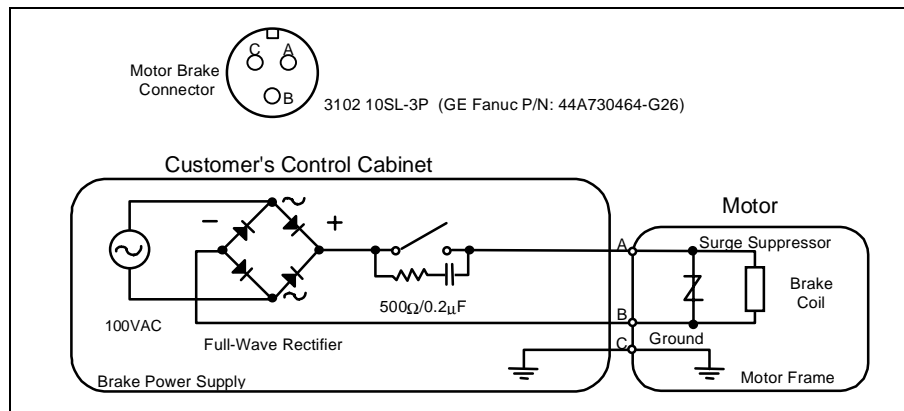 C A
Motor Brake
Connector
B
3102 10SL-3P (GE Fanuc P/N: 44A730464-G26)
Customer's Control Cabinet
Motor
− +
A
Surge Suppressor
Brake
Coil
500Ω/0.2µF
100VAC
B
Full-Wave Rectifier
C
Ground
Brake Power Supply
Motor Frame